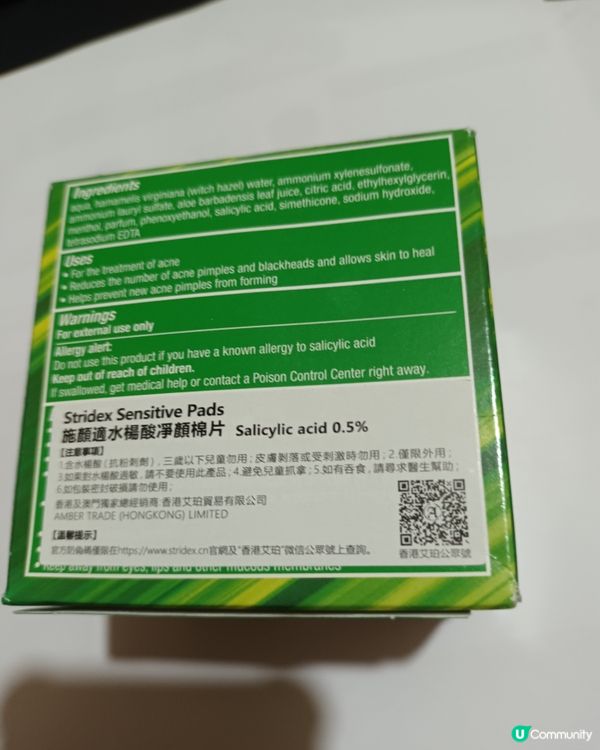 Ingredients
aqua, hamamelis virginiana (witch hazel) water, ammonium xylenesulfonate,
ammonium lauryl sulfate, aloe barbadensis leaf juice, citric acid, ethylhexylglycerin,
menthol, parfum, phenoxyethanol, salicylic acid, simethicone, sodium hydroxide,
tetrasodium EDTA
Uses
• For the treatment of acne
• Reduces the number of acne pimples and blackheads and allows skin to heal
• Helps prevent new acne pimples from forming
Warnings
For external use only
Allergy alert:
Do not use this product if you have a known allergy to salicylic acid
Keep out of reach of children.
If swallowed, get medical help or contact a Poison Control Center right away.
Stridex Sensitive Pads
施顏適水楊酸淨顏棉片 Salicylic acid 0.5%
【注意事項】
1.含水楊酸（抗粉刺劑）,三歲以下兒童勿用;皮膚剥落或受刺激時勿用;2.僅限外用;
3.如果對水楊酸過敏,請不要使用此產品;4.避免兒童抓拿;5.如有吞食,請尋求醫生幫助;
6.如包裝密封破損請勿使用;
香港及澳門獨家總經銷商:香港艾珀貿易有限公司
AMBER TRADE (HONGKONG) LIMITED
【溫馨提示】
官方防偽碼僅限在https://www.stridex.cn官網及"香港艾珀"微信公眾號上查詢。
香港艾珀公眾號
• Keep away from eyes, lips and other mucous membranes
U Community